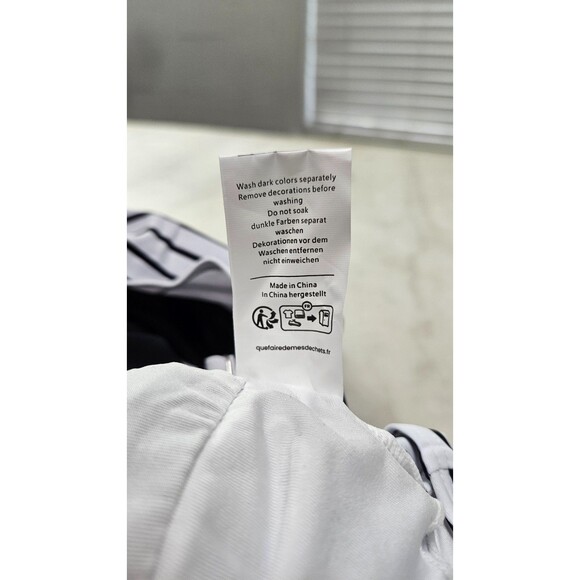 Wash dark colors separately
Remove decorations before
washing
Do not soak
dunkle Farben separat
waschen
Dekorationen vor dem
Waschen entfernen
nicht einweichen
Made in China
In China hergestellt
FR
quefairedemesdechets.fr